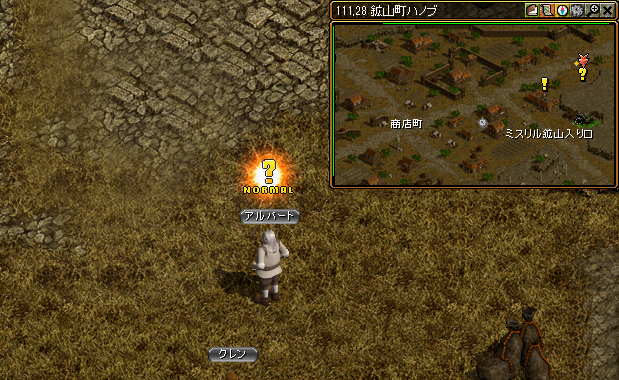 111,28 鉱山町ハノブ
商店町
ミスリル鉱山入り口
?
NORMAL
アルバート
クレン